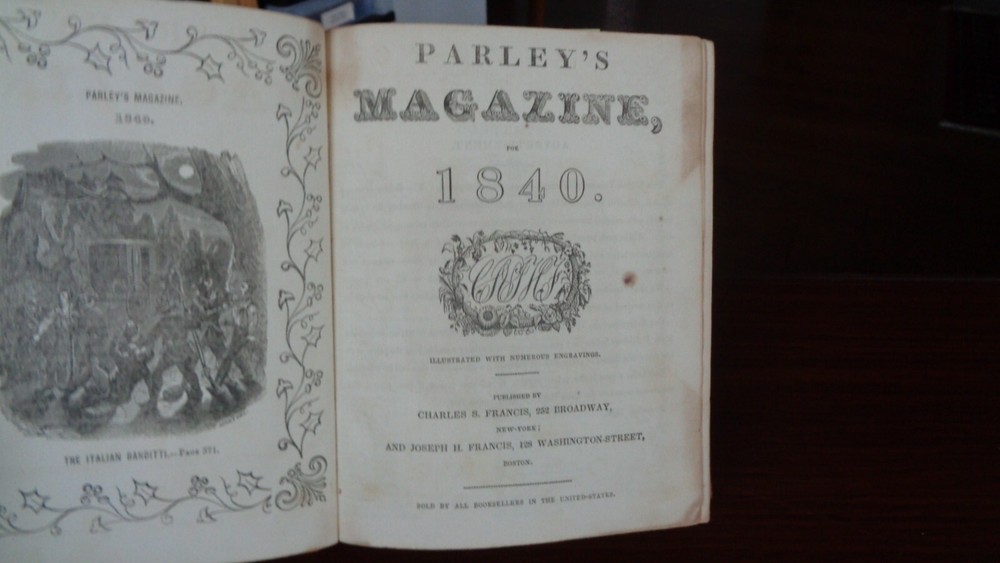 PARLEY'S MAGAZINE,
1840.
THE ITALIAN BANDITTI.—PAGE 371.
PARLEY'S
MAGAZINE,
FOR
1840.
ILLUSTRATED WITH NUMEROUS ENGRAVINGS.
PUBLISHED BY
CHARLES S. FRANCIS, 252 BROADWAY,
NEW-YORK;
AND JOSEPH H. FRANCIS, 128 WASHINGTON-STREET,
BOSTON.
SOLD BY ALL BOOKSELLERS IN THE UNITED-STATES.